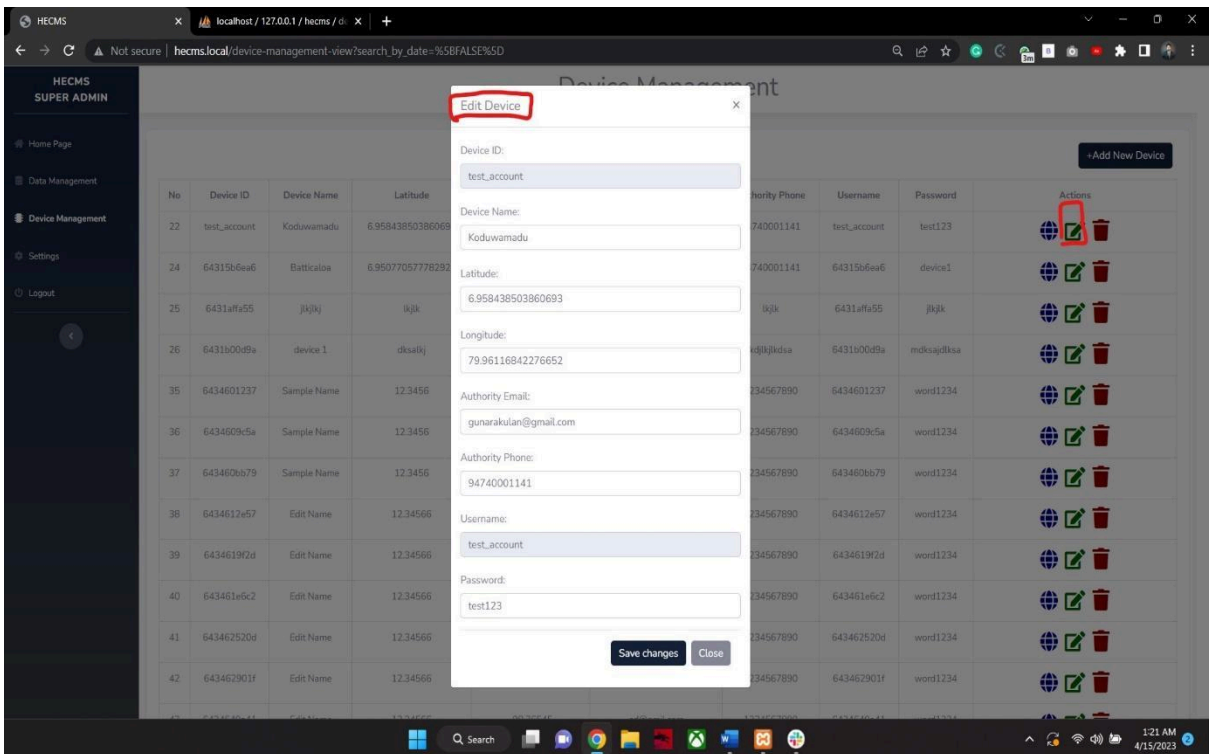 HECMS
localhost / 127.0.0.1 / hecms / d
Not secure
hecms.local/device-management-view?search_by_date=%5BFALSE%5D
3m
HECMS
SUPER ADMIN
Home Page
Data Management
Device Management
Settings
Logout
Device Management
+Add New Device
Edit Device
Device ID:
test_account
Device Name:
Koduwamadu
Latitude:
6.958438503860693
Longitude:
79.96116842276652
Authority Email:
gunarakulan@gmail.com
Authority Phone:
94740001141
Username:
test_account
Password:
test123
Save changes
Close
No Device ID Device Name Latitude hority Phone Username Password Actions
22 test_account Koduwamadu 6.95843850386069 740001141 test_account test123
24 64315b6ea6 Batticaloa 6.95077057778292 740001141 64315b6ea6 device1
25 6431affa55 jlkjlkj lkjlk lkjlk 6431affa55 jlkjlk
26 6431b00d9a device 1 dksalkj 6431b00d9a mdksajdlksa
35 6434601237 Sample Name 12.3456 234567890 6434601237 word1234
36 6434609c5a Sample Name 12.3456 234567890 6434609c5a word1234
37 643460bb79 Sample Name 12.3456 234567890 643460bb79 word1234
38 6434612e57 Edit Name 12.34566 234567890 6434612e57 word1234
39 6434619f2d Edit Name 12.34566 234567890 6434619f2d word1234
40 643461e6c2 Edit Name 12.34566 234567890 643461e6c2 word1234
41 643462520d Edit Name 12.34566 234567890 643462520d word1234
42 643462901f Edit Name 12.34566 234567890 643462901f word1234
Search
1:21 AM
4/15/2023
2